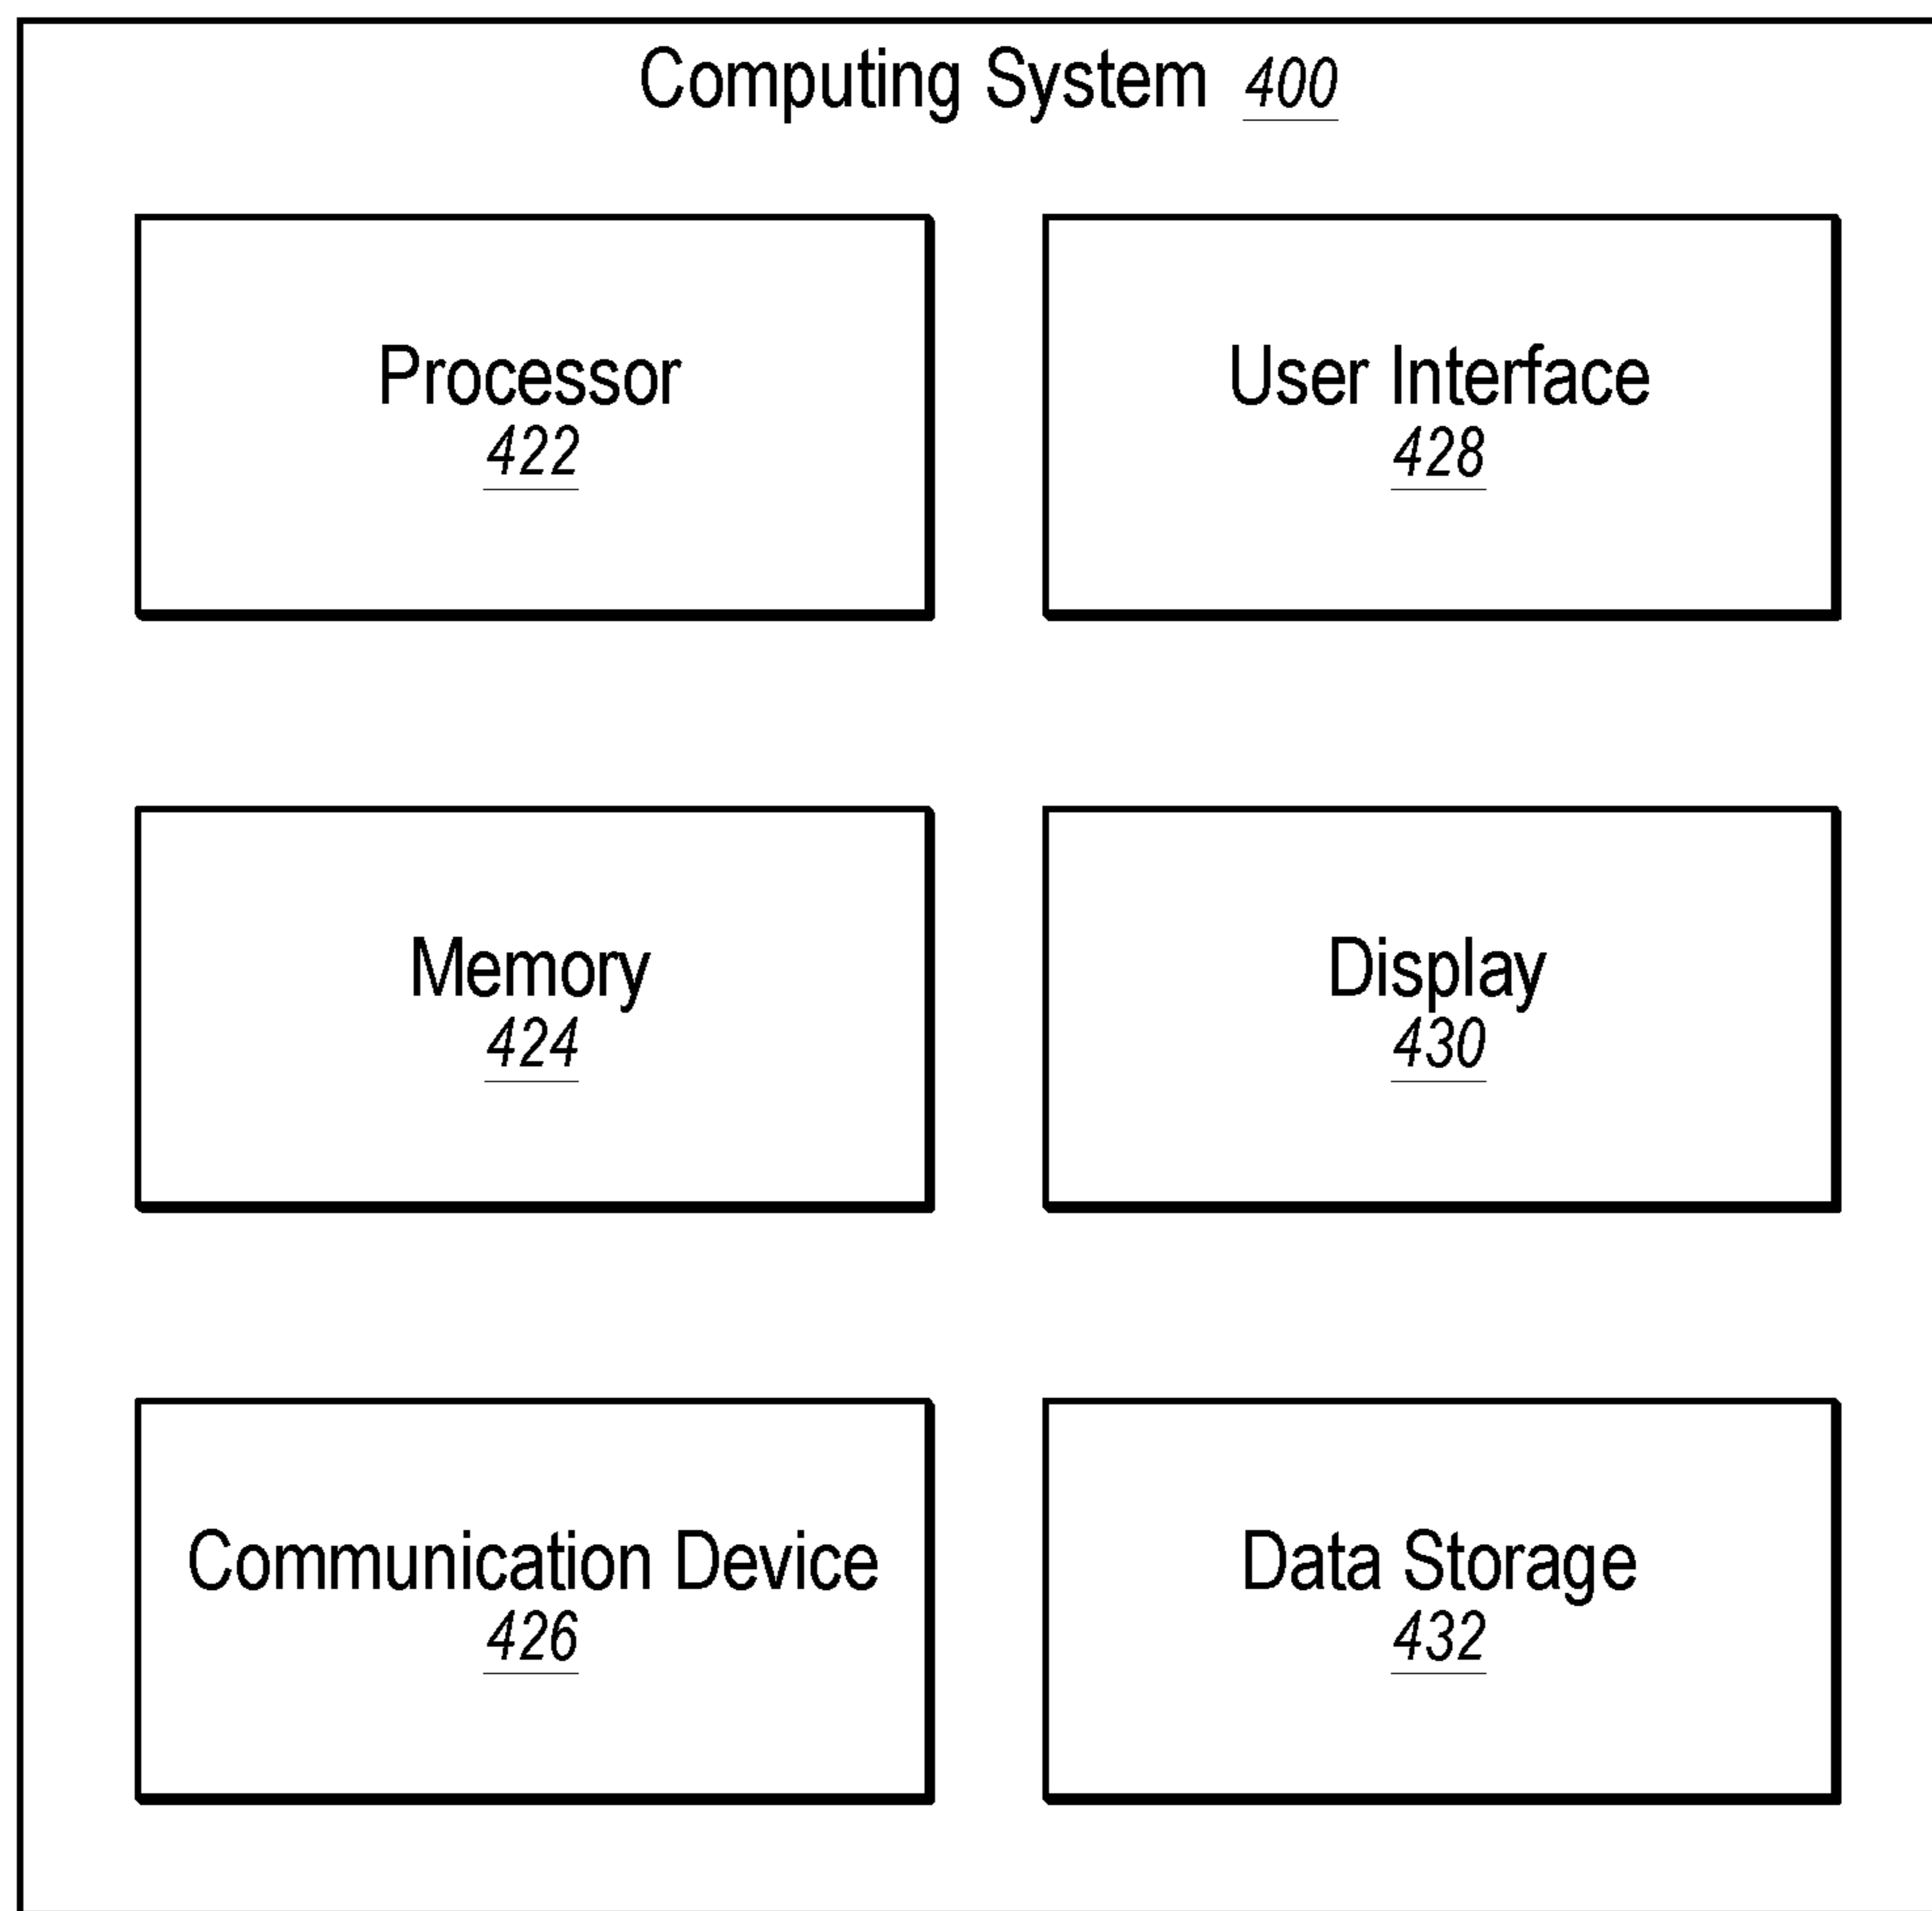 Computing System 400
Processor
422
User Interface
428
Memory
424
Display
430
Communication Device
426
Data Storage
432